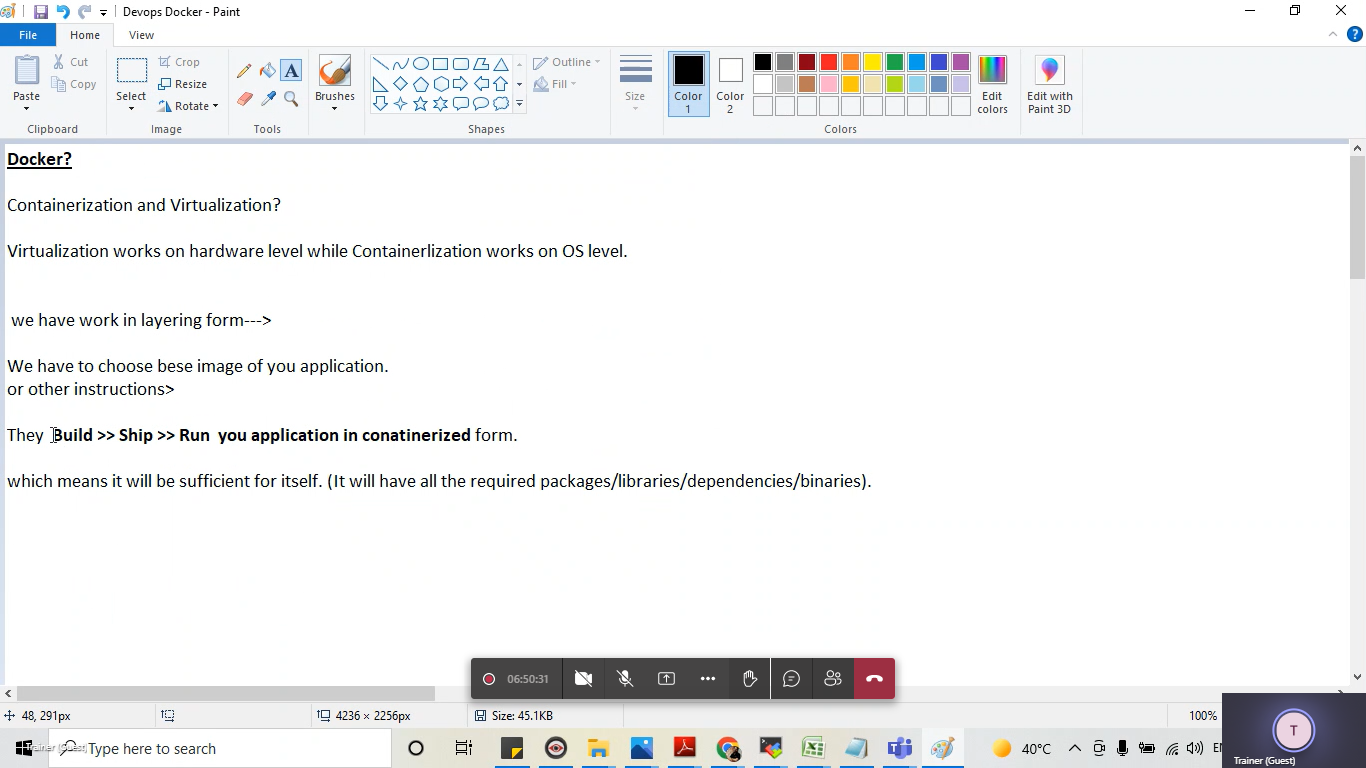 Devops Docker - Paint
File
Home
View
Paste
Cut
Copy
Clipboard
Select
Crop
Resize
Rotate
Image
Tools
Brushes
Outline
Fill
Shapes
Size
Color 1
Color 2
Edit colors
Colors
Edit with Paint 3D
Docker?
Containerization and Virtualization?
Virtualization works on hardware level while Containerlization works on OS level.
we have work in layering form--->
We have to choose bese image of you application.
or other instructions>
They Build >> Ship >> Run you application in conatinerized form.
which means it will be sufficient for itself. (It will have all the required packages/libraries/dependencies/binaries).
06:50:31
48, 291px
4236 × 2256px
Size: 45.1KB
100%
T
Trainer (Guest)
Trainer (Guest)
Type here to search
40°C